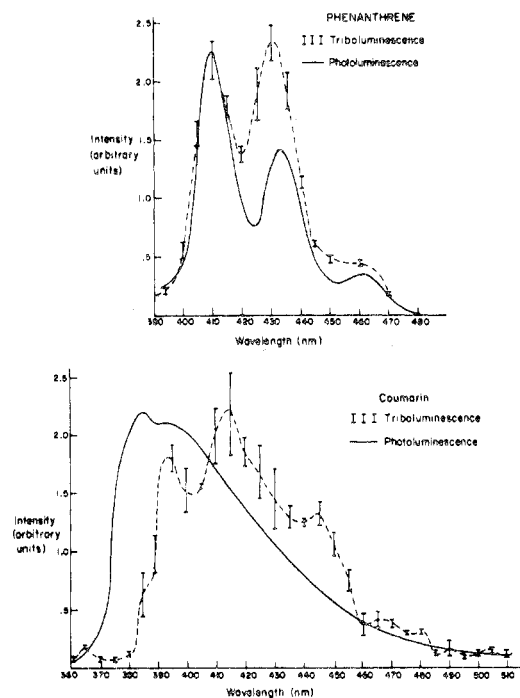 PHENANTHRENE
III Triboluminescence
— Photoluminescence
2.5
2.0
1.5
1.0
.5
Intensity
(arbitrary
units)
390 400 410 420 430 440 450 460 470 480
Wavelength (nm)
Coumarin
III Triboluminescence
— Photoluminescence
2.5
2.0
1.5
1.0
.5
Intensity
(arbitrary
units)
360 370 380 390 400 410 420 430 440 450 460 470 480 490 500 510
Wavelength (nm)